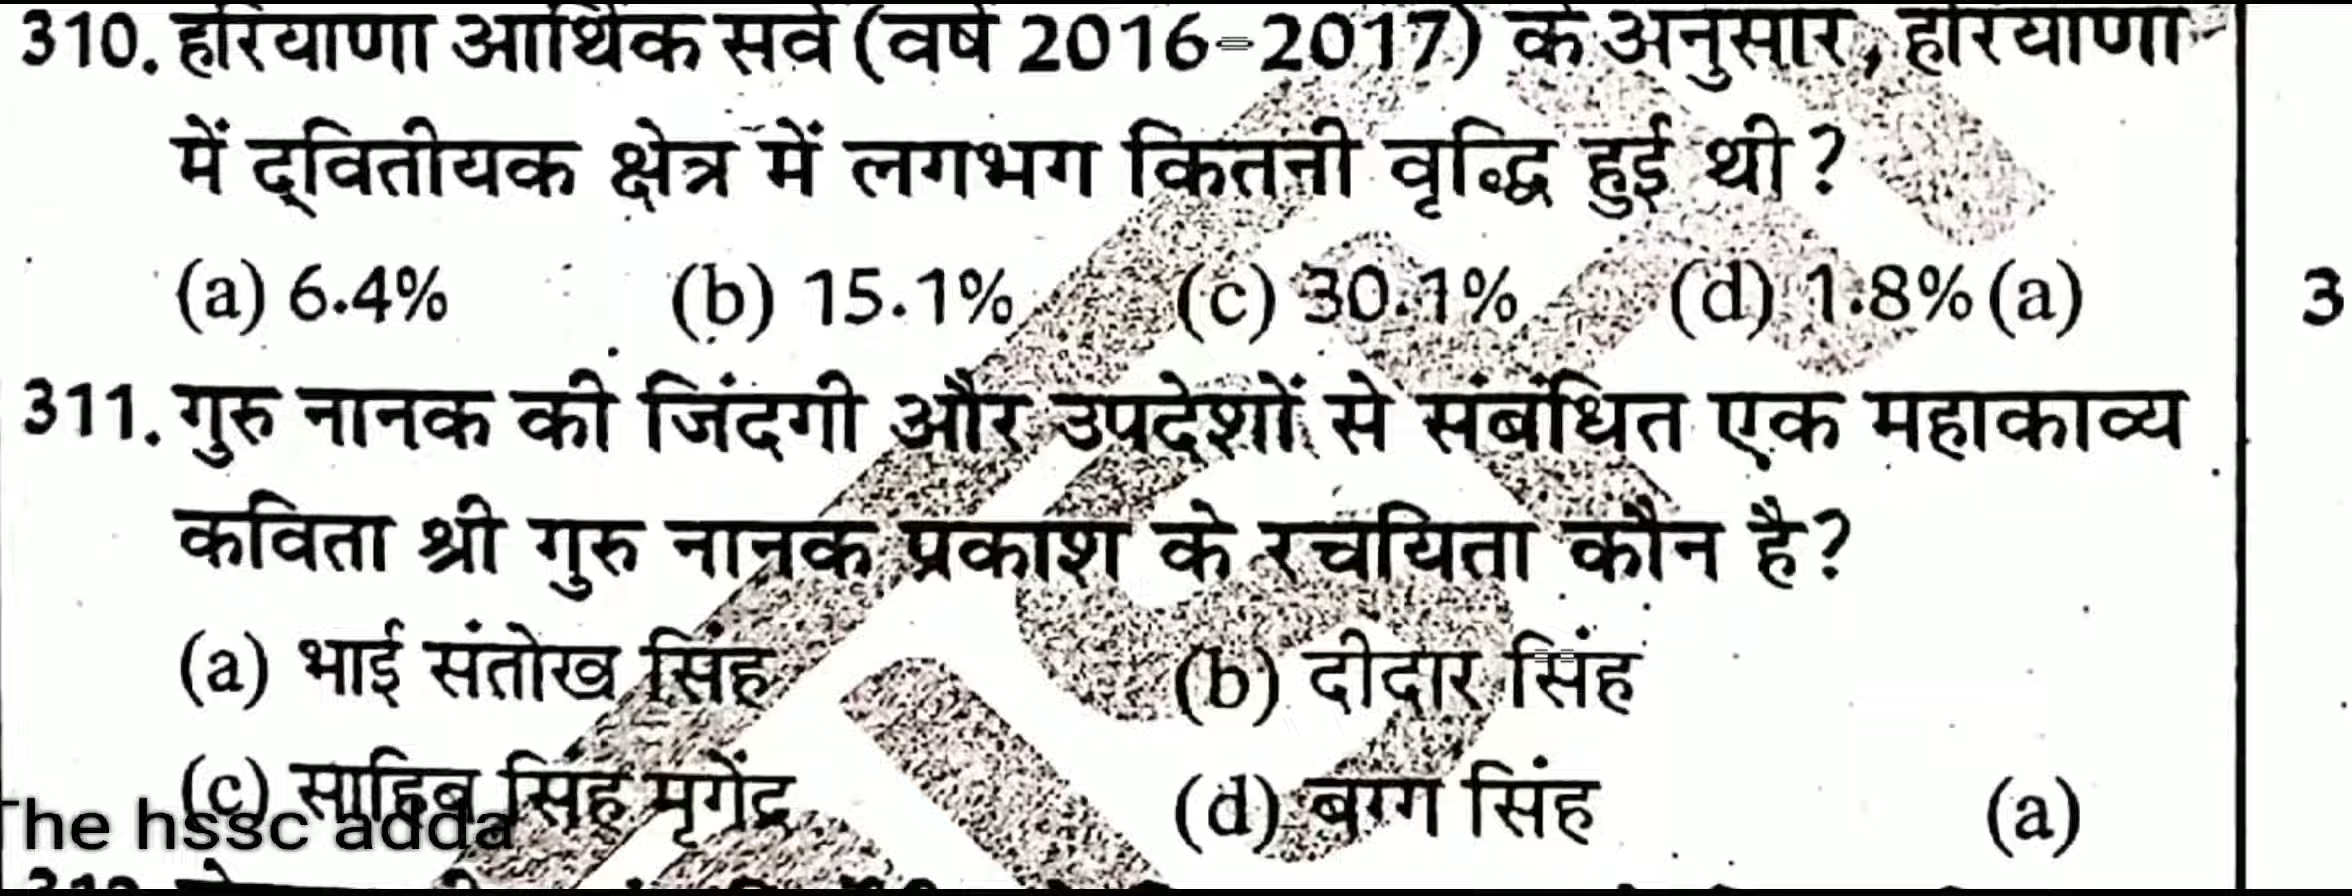 310. हरियाणा आर्थिक सर्वे (वर्ष 2016-2017) के अनुसार, हरियाणा
में द्वितीयक क्षेत्र में लगभग कितनी वृद्धि हुई थी?
(a) 6.4% (b) 15.1% (c) 30.1% (d) 1.8% (a)
3
311. गुरु नानक की जिंदगी और उपदेशों से संबंधित एक महाकाव्य
कविता श्री गुरु नानक प्रकाश के रचयिता कौन है?
(a) भाई संतोख सिंह (b) दीदार सिंह
(c) साहिब सिंह मृगेंद्र (d) बग्ग सिंह (a)
The hssc adda